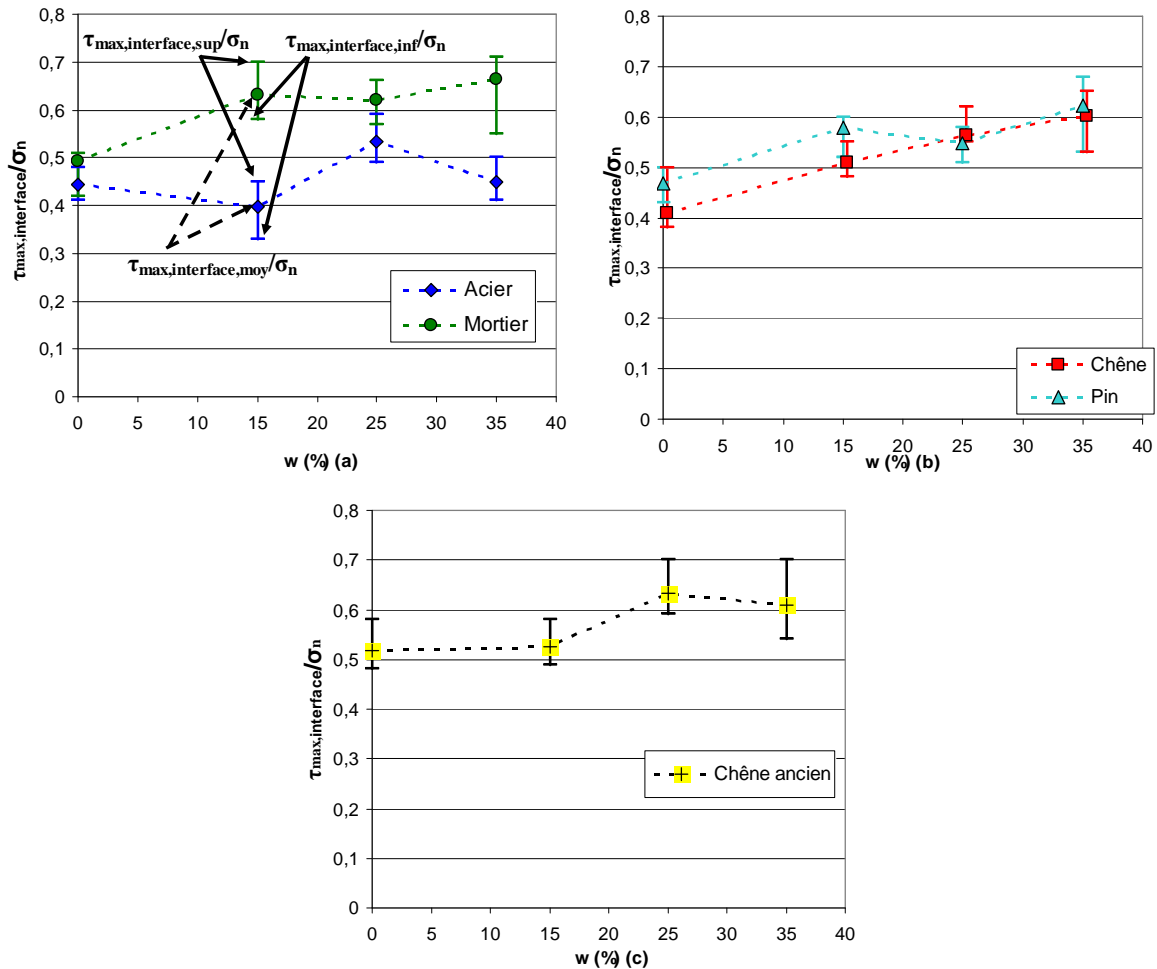 0,8
0,7
0,6
0,5
0,4
0,3
0,2
0,1
0
τmax,interface/σn
τmax,interface,sup/σn
τmax,interface,inf/σn
τmax,interface,moy/σn
Acier
Mortier
0 5 10 15 20 25 30 35 40
w (%) (a)
0,8
0,7
0,6
0,5
0,4
0,3
0,2
0,1
0
τmax,interface/σn
Chêne
Pin
0 5 10 15 20 25 30 35 40
w (%) (b)
0,8
0,7
0,6
0,5
0,4
0,3
0,2
0,1
0
τmax,interface/σn
Chêne ancien
0 5 10 15 20 25 30 35 40
w (%) (c)